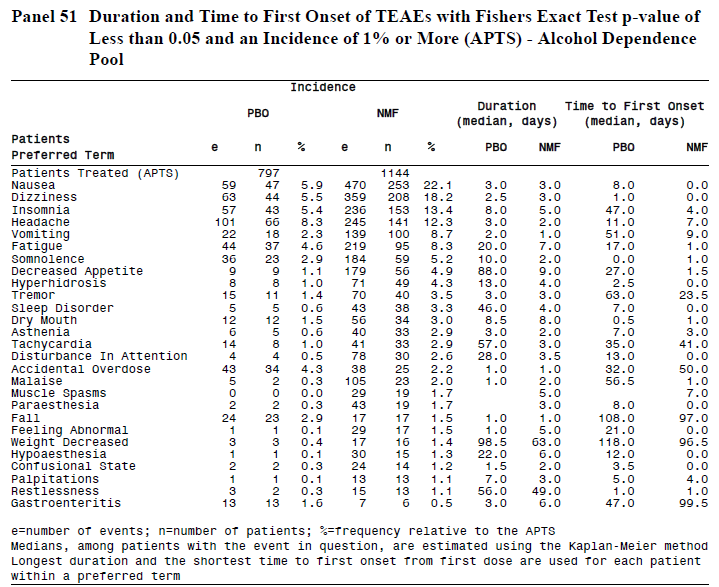 Panel 51 Duration and Time to First Onset of TEAEs with Fishers Exact Test p-value of
Less than 0.05 and an Incidence of 1% or More (APTS) - Alcohol Dependence
Pool
Incidence
PBO NMF Duration (median, days) Time to First Onset (median, days)
Patients
Preferred Term e n % e n % PBO NMF PBO NMF
Patients Treated (APTS) 797 1144
Nausea 59 47 5.9 470 253 22.1 3.0 3.0 8.0 0.0
Dizziness 63 44 5.5 359 208 18.2 2.5 3.0 1.0 0.0
Insomnia 57 43 5.4 236 153 13.4 8.0 5.0 47.0 4.0
Headache 101 66 8.3 245 141 12.3 3.0 2.0 11.0 7.0
Vomiting 22 18 2.3 139 100 8.7 2.0 1.0 51.0 9.0
Fatigue 44 37 4.6 219 95 8.3 20.0 7.0 17.0 1.0
Somnolence 36 23 2.9 184 59 5.2 10.0 2.0 0.0 1.0
Decreased Appetite 9 9 1.1 179 56 4.9 88.0 9.0 27.0 1.5
Hyperhidrosis 8 8 1.0 71 49 4.3 13.0 4.0 2.5 0.0
Tremor 15 11 1.4 70 40 3.5 3.0 3.0 63.0 23.5
Sleep Disorder 5 5 0.6 43 38 3.3 46.0 4.0 7.0 0.0
Dry Mouth 12 12 1.5 56 34 3.0 8.5 8.0 0.5 1.0
Asthenia 6 5 0.6 40 33 2.9 3.0 2.0 7.0 3.0
Tachycardia 14 8 1.0 41 33 2.9 57.0 3.0 35.0 41.0
Disturbance In Attention 4 4 0.5 78 30 2.6 28.0 3.5 13.0 0.0
Accidental Overdose 43 34 4.3 38 25 2.2 1.0 1.0 32.0 50.0
Malaise 5 2 0.3 105 23 2.0 1.0 2.0 56.5 1.0
Muscle Spasms 0 0 0.0 29 19 1.7 5.0 7.0
Paraesthesia 2 2 0.3 43 19 1.7 3.0 8.0 0.0
Fall 24 23 2.9 17 17 1.5 1.0 1.0 108.0 97.0
Feeling Abnormal 1 1 0.1 29 17 1.5 1.0 5.0 21.0 0.0
Weight Decreased 3 3 0.4 17 16 1.4 98.5 63.0 118.0 96.5
Hypoaesthesia 1 1 0.1 30 15 1.3 22.0 6.0 12.0 0.0
Confusional State 2 2 0.3 24 14 1.2 1.5 2.0 3.5 0.0
Palpitations 1 1 0.1 13 13 1.1 7.0 3.0 5.0 4.0
Restlessness 3 2 0.3 15 13 1.1 56.0 49.0 1.0 1.0
Gastroenteritis 13 13 1.6 7 6 0.5 3.0 6.0 47.0 99.5
e=number of events; n=number of patients; %=frequency relative to the APTS
Medians, among patients with the event in question, are estimated using the Kaplan-Meier method
Longest duration and the shortest time to first onset from first dose are used for each patient
within a preferred term